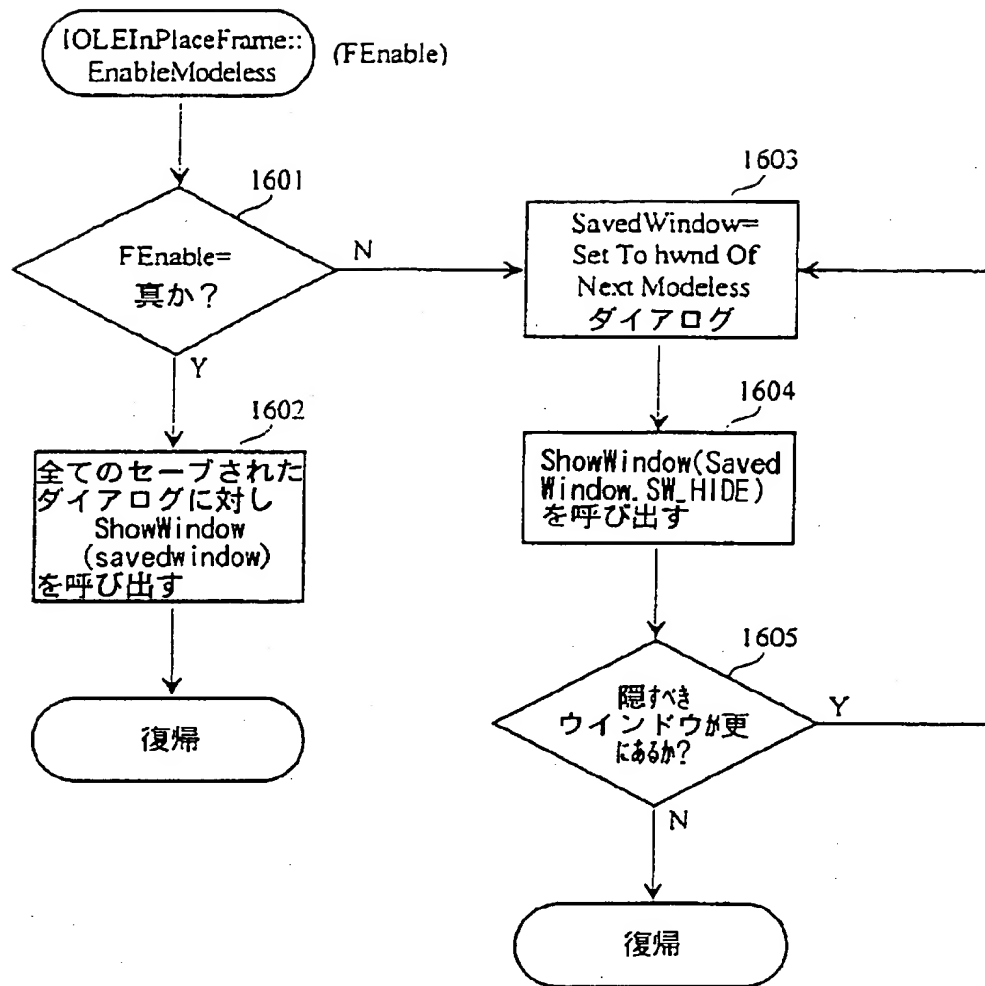 IOLEInPlaceFrame::
EnableModeless
(FEnable)
1601
FEnable=
真か?
N
Y
1602
全てのセーブされた
ダイアログに対し
ShowWindow
(savedwindow)
を呼び出す
復帰
1603
SavedWindow=
Set To hwnd Of
Next Modeless
ダイアログ
1604
ShowWindow(Saved
Window.SW_HIDE)
を呼び出す
1605
隠すべき
ウインドウが更
にあるか?
Y
N
復帰